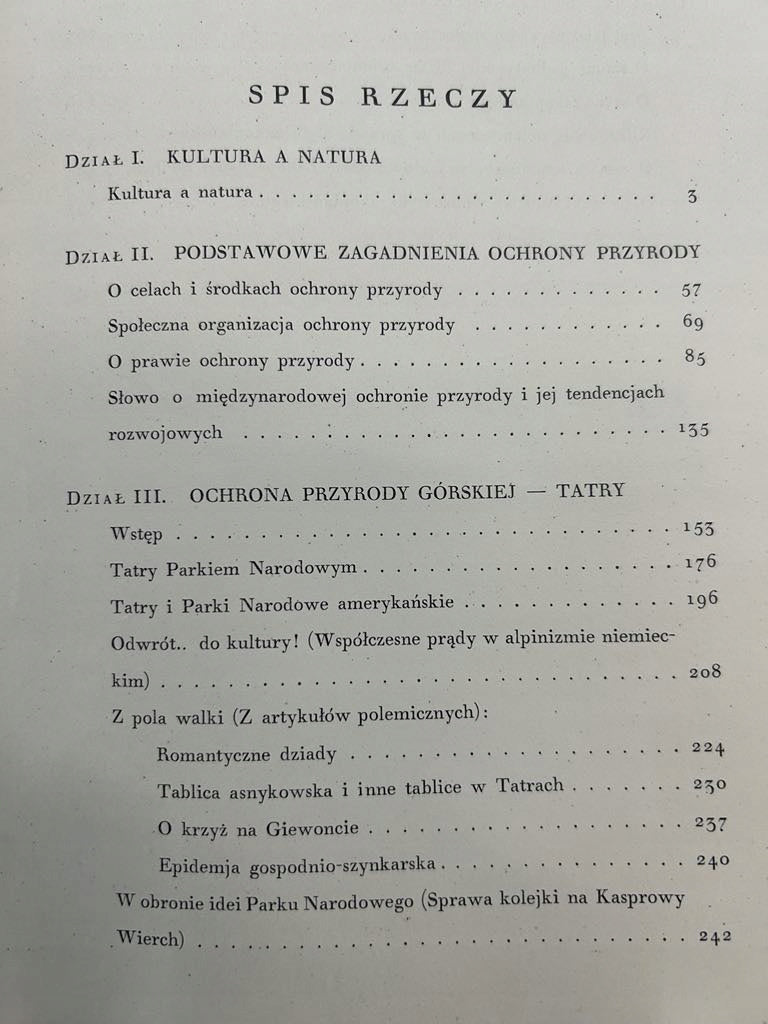 SPIS RZECZY
DZIAŁ I. KULTURA A NATURA
Kultura a natura . . . . . . . . . . . . . . . . . . . . . . . . 3
DZIAŁ II. PODSTAWOWE ZAGADNIENIA OCHRONY PRZYRODY
O celach i środkach ochrony przyrody . . . . . . . . . . . . . 57
Społeczna organizacja ochrony przyrody . . . . . . . . . . . . 69
O prawie ochrony przyrody . . . . . . . . . . . . . . . . . . . 85
Słowo o międzynarodowej ochronie przyrody i jej tendencjach
rozwojowych . . . . . . . . . . . . . . . . . . . . . . . . . . 135
DZIAŁ III. OCHRONA PRZYRODY GÓRSKIEJ — TATRY
Wstęp . . . . . . . . . . . . . . . . . . . . . . . . . . . . . 153
Tatry Parkiem Narodowym . . . . . . . . . . . . . . . . . . . . 176
Tatry i Parki Narodowe amerykańskie . . . . . . . . . . . . . . 196
Odwrót.. do kultury! (Współczesne prądy w alpinizmie niemiec-
kim) . . . . . . . . . . . . . . . . . . . . . . . . . . . . . 208
Z pola walki (Z artykułów polemicznych):
Romantyczne dziady . . . . . . . . . . . . . . . . . . . . 224
Tablica asnykowska i inne tablice w Tatrach . . . . . . . 230
O krzyż na Giewoncie . . . . . . . . . . . . . . . . . . . 237
Epidemja gospodnio-szynkarska . . . . . . . . . . . . . . . 240
W obronie idei Parku Narodowego (Sprawa kolejki na Kasprowy
Wierch) . . . . . . . . . . . . . . . . . . . . . . . . . . . . 242